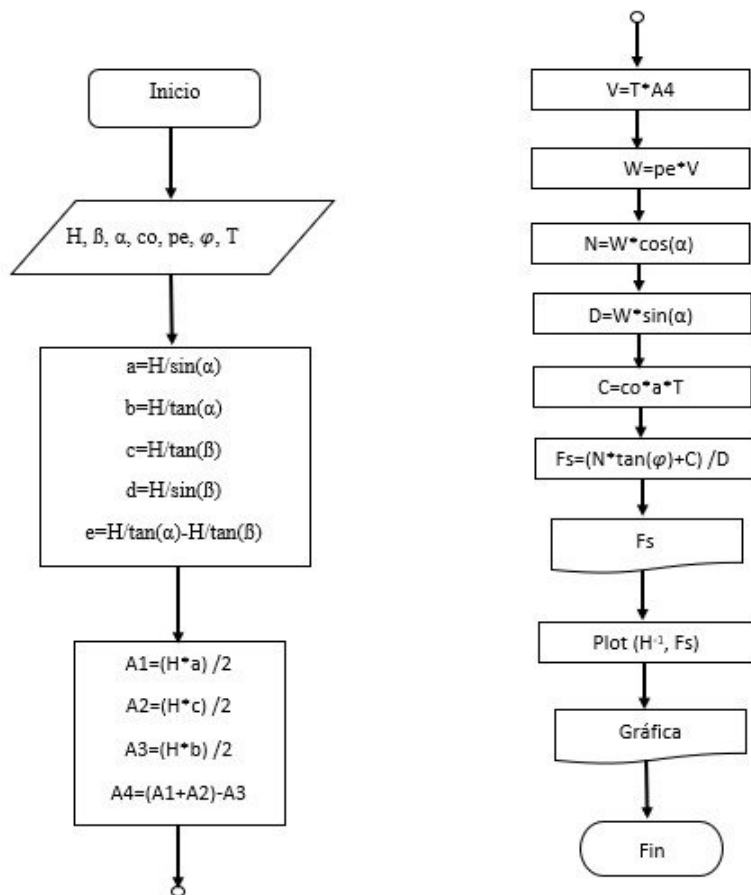 Inicio
H, ß, α, co, pe, φ, T
a=H/sin(α)
b=H/tan(α)
c=H/tan(ß)
d=H/sin(ß)
e=H/tan(α)-H/tan(ß)
A1=(H*a) /2
A2=(H*c) /2
A3=(H*b) /2
A4=(A1+A2)-A3
V=T*A4
W=pe*V
N=W*cos(α)
D=W*sin(α)
C=co*a*T
Fs=(N*tan(φ)+C) /D
Fs
Plot (H⁻¹, Fs)
Gráfica
Fin